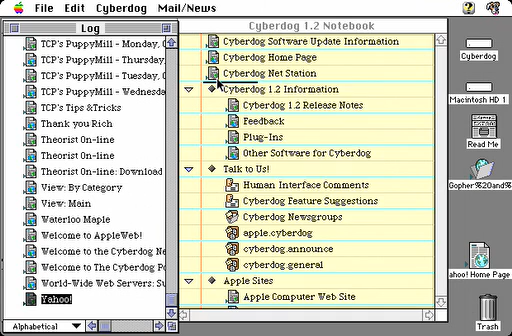 File Edit Cyberdog Mail/News
Log
TCP's PuppyMill - Monday, 
TCP's PuppyMill - Thursday,
TCP's PuppyMill - Tuesday, 
TCP's PuppyMill - Wednesda
TCP's Tips &Tricks
Thank you Rich
Theorist On-line
Theorist On-line
Theorist On-line: Download
View: By Category
View: Main
Waterloo Maple
Welcome to AppleWeb!
Welcome to the Cyberdog Ne
Welcome to The Cyberdog Po
World-Wide Web Servers: Su
Yahoo!
Alphabetical
Cyberdog 1.2 Notebook
Cyberdog Software Update Information
Cyberdog Home Page
Cyberdog Net Station
Cyberdog 1.2 Information
Cyberdog 1.2 Release Notes
Feedback
Plug-Ins
Other Software for Cyberdog
Talk to Us!
Human Interface Comments
Cyberdog Feature Suggestions
Cyberdog Newsgroups
apple.cyberdog
cyberdog.announce
cyberdog.general
Apple Sites
Apple Computer Web Site
Cyberdog
Macintosh HD 1
Read Me
Gopher%20and%
ahoo! Home Page
Trash